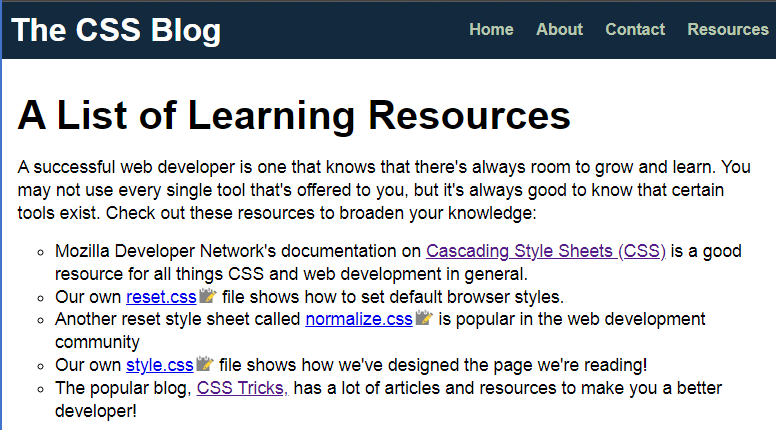 The CSS Blog
Home About Contact Resources
A List of Learning Resources
A successful web developer is one that knows that there's always room to grow and learn. You
may not use every single tool that's offered to you, but it's always good to know that certain
tools exist. Check out these resources to broaden your knowledge:
Mozilla Developer Network's documentation on Cascading Style Sheets (CSS) is a good
resource for all things CSS and web development in general.
Our own reset.css file shows how to set default browser styles.
Another reset style sheet called normalize.css is popular in the web development
community
Our own style.css file shows how we've designed the page we're reading!
The popular blog, CSS Tricks, has a lot of articles and resources to make you a better
developer!